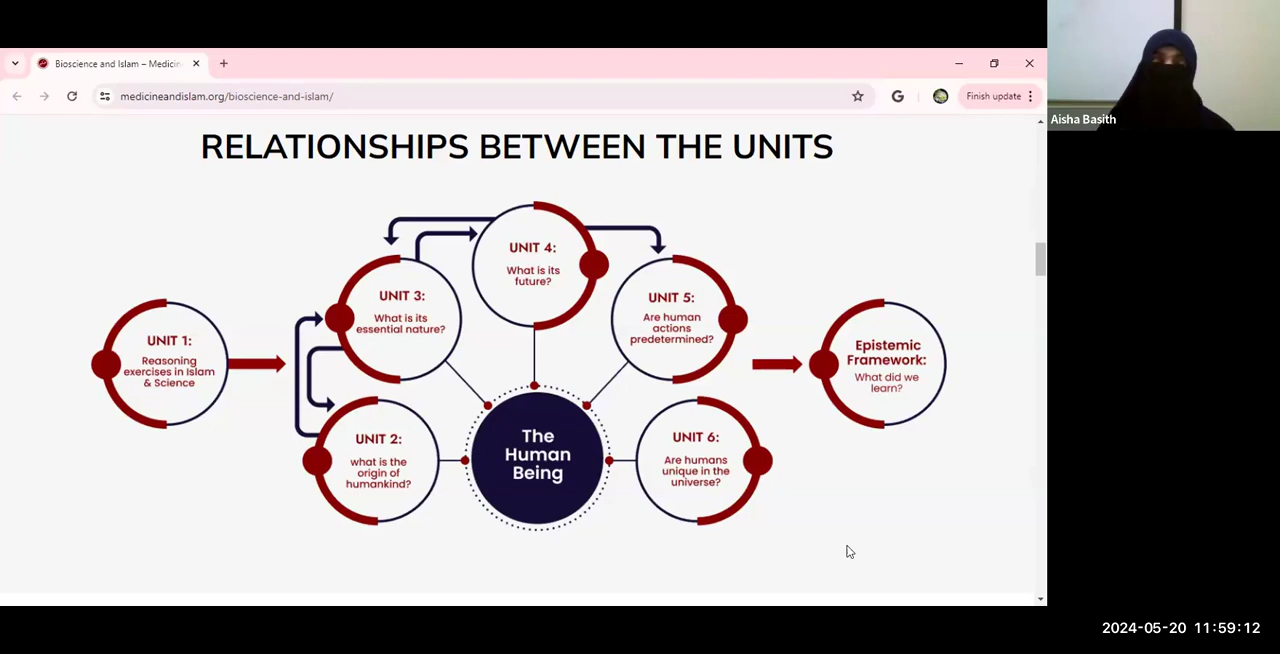 Bioscience and Islam – Medicin
medicineandislam.org/bioscience-and-islam/
Finish update
Aisha Basith
RELATIONSHIPS BETWEEN THE UNITS
UNIT 1:
Reasoning
exercises in Islam
& Science
UNIT 2:
what is the
origin of
humankind?
UNIT 3:
What is its
essential nature?
UNIT 4:
What is its
future?
UNIT 5:
Are human
actions
predetermined?
UNIT 6:
Are humans
unique in the
universe?
The
Human
Being
Epistemic
Framework:
What did we
learn?
2024-05-20 11:59:12